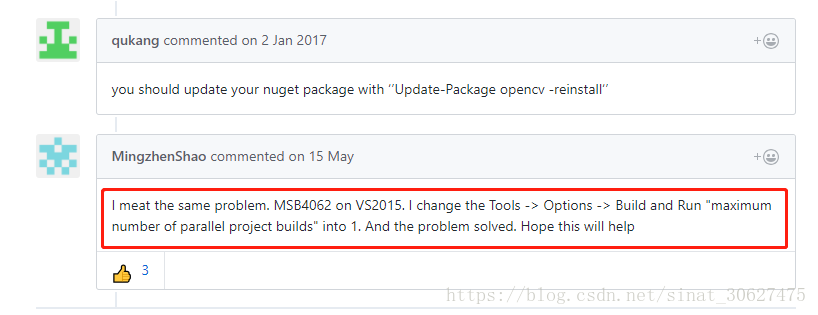 qukang commented on 2 Jan 2017
you should update your nuget package with ‘‘Update-Package opencv -reinstall’’
MingzhenShao commented on 15 May
I meat the same problem. MSB4062 on VS2015. I change the Tools -> Options -> Build and Run "maximum
number of parallel project builds" into 1. And the problem solved. Hope this will help
3
https://blog.csdn.net/sinat_30627475